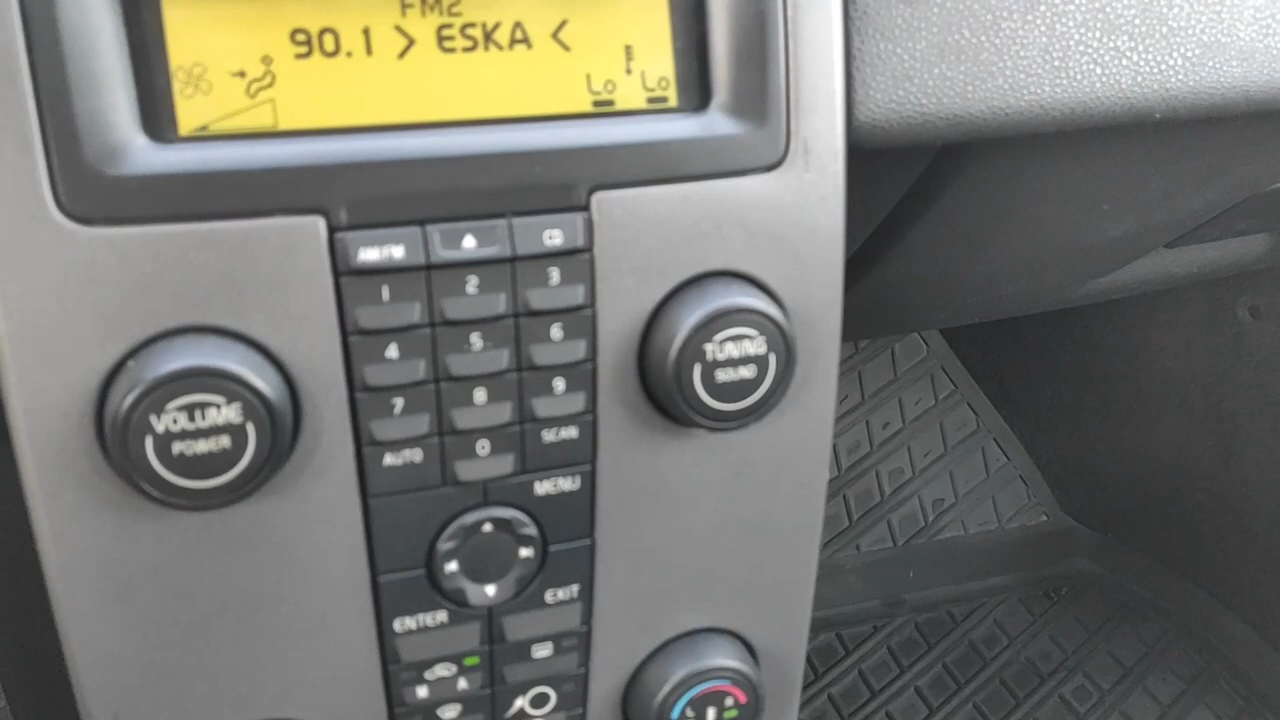 FM2
90.1 > ESKA <
Lo Lo
AM/FM CD
1 2 3
4 5 6
7 8 9
AUTO 0 SCAN
VOLUME
POWER
TUNING
SOUND
MENU
EXIT
ENTER
M A